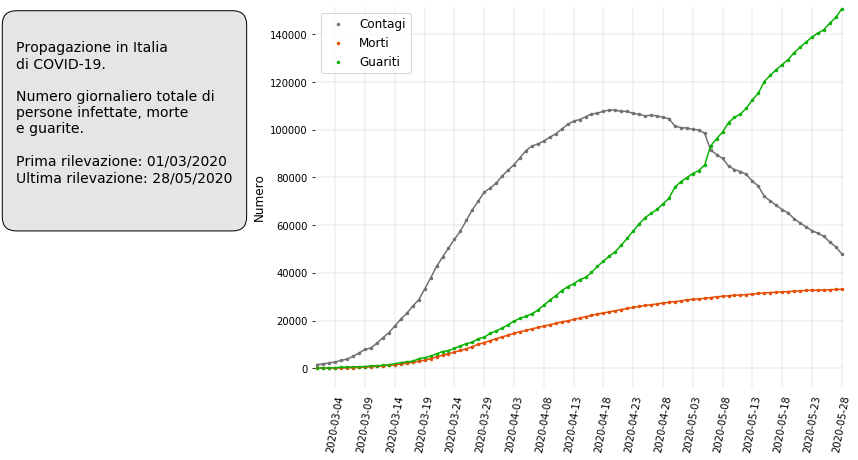 Propagazione in Italia
di COVID-19.
Numero giornaliero totale di
persone infettate, morte
e guarite.
Prima rilevazione: 01/03/2020
Ultima rilevazione: 28/05/2020
Contagi
Morti
Guariti
Numero
140000
120000
100000
80000
60000
40000
20000
0
2020-03-04
2020-03-09
2020-03-14
2020-03-19
2020-03-24
2020-03-29
2020-04-03
2020-04-08
2020-04-13
2020-04-18
2020-04-23
2020-04-28
2020-05-03
2020-05-08
2020-05-13
2020-05-18
2020-05-23
2020-05-28